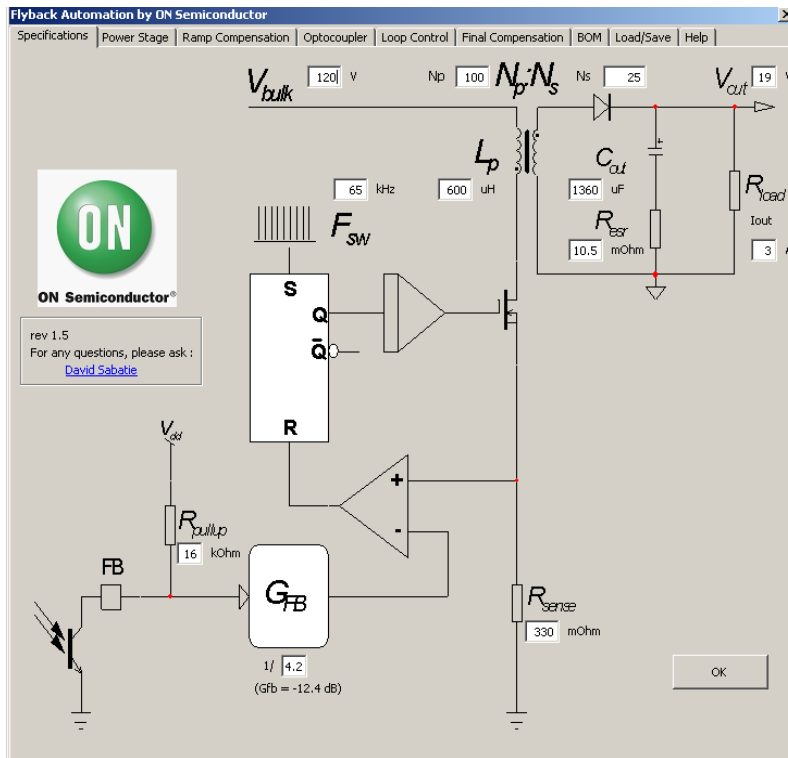 Flyback Automation by ON Semiconductor
Specifications Power Stage Ramp Compensation Optocoupler Loop Control Final Compensation BOM Load/Save Help
Vbulk 120 V Np 100 Np:Ns Ns 25 Vout 19 V
Lp Cout Rload
65 kHz 600 uH 1360 uF
Fsw Resr Iout
10.5 mOhm 3 A
ON
ON Semiconductor®
S
Q
Q
R
rev 1.5
For any questions, please ask :
David Sabatie
Vdd
+
-
Rpullup
16 kOhm
FB
GFB
Rsense
330 mOhm
1/ 4.2
(Gfb = -12.4 dB)
OK